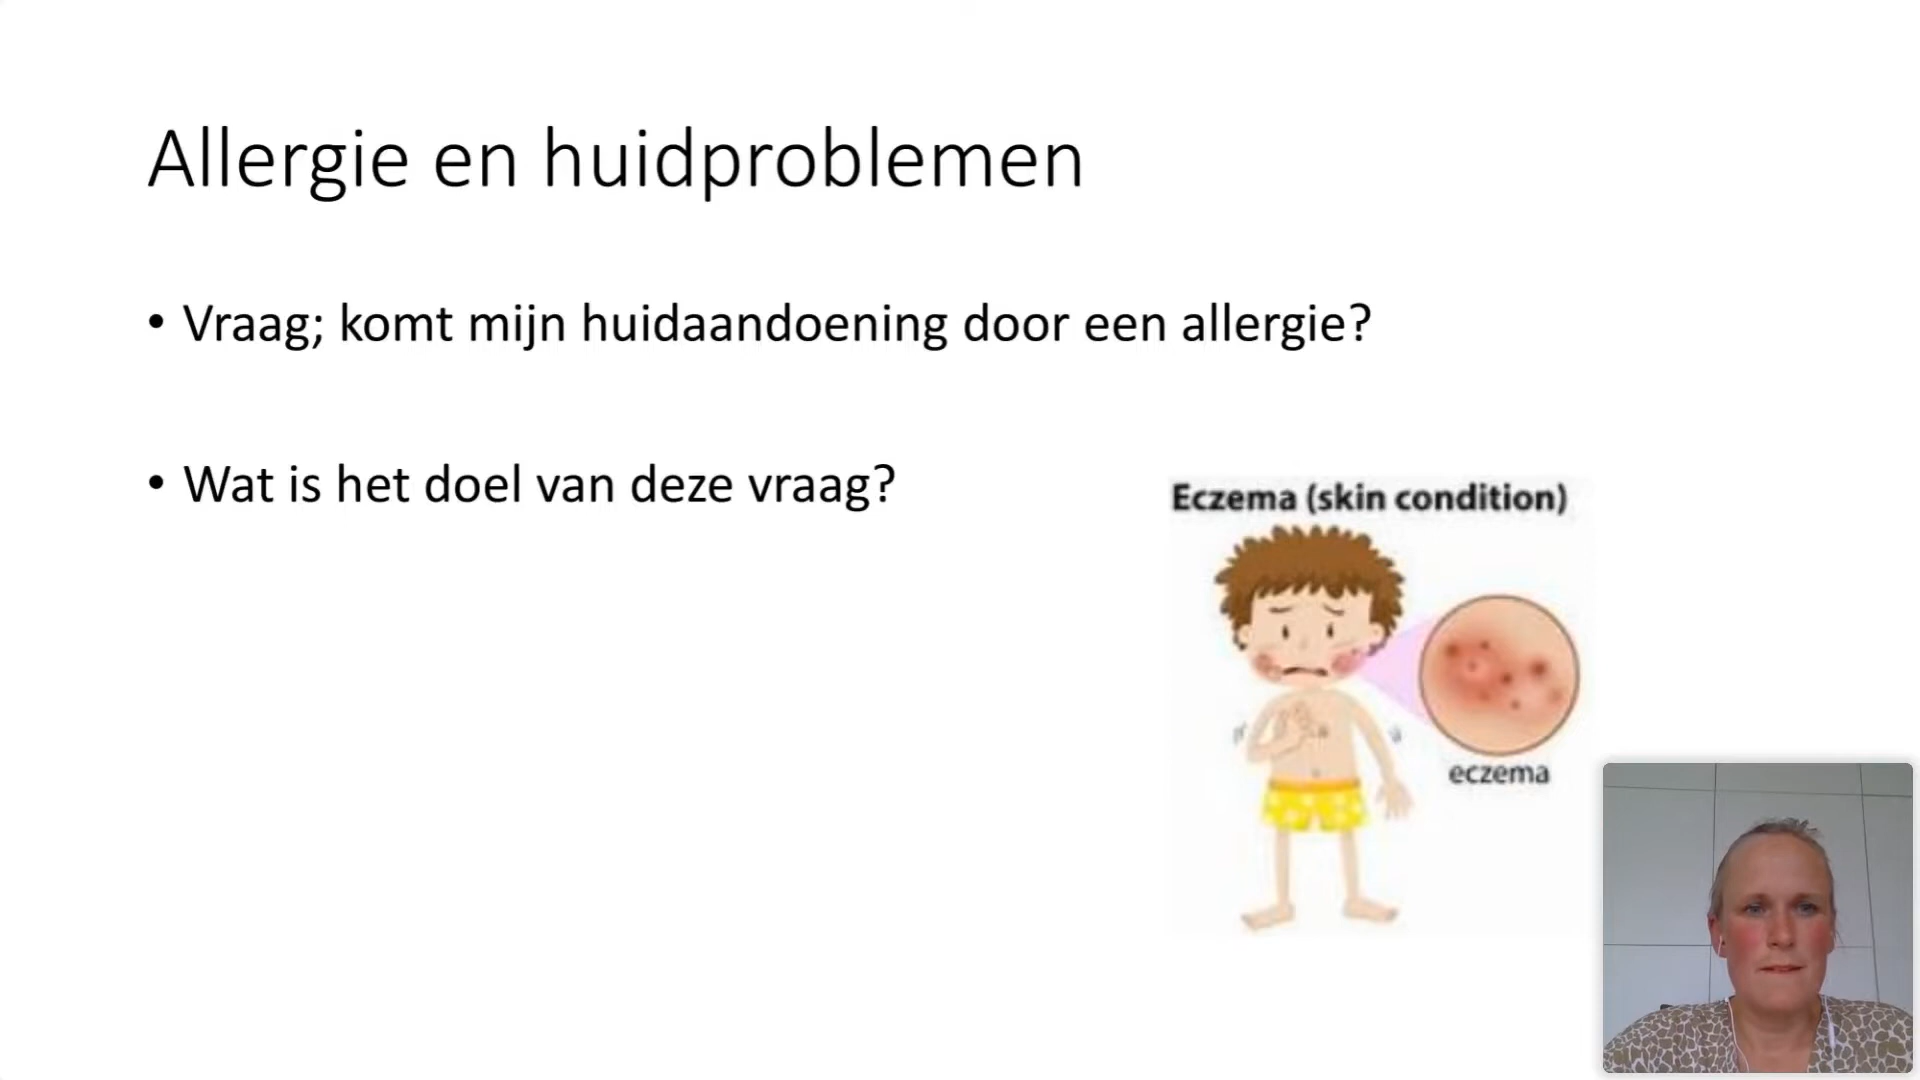 Allergie en huidproblemen
• Vraag; komt mijn huidaandoening door een allergie?
• Wat is het doel van deze vraag?
Eczema (skin condition)
eczema